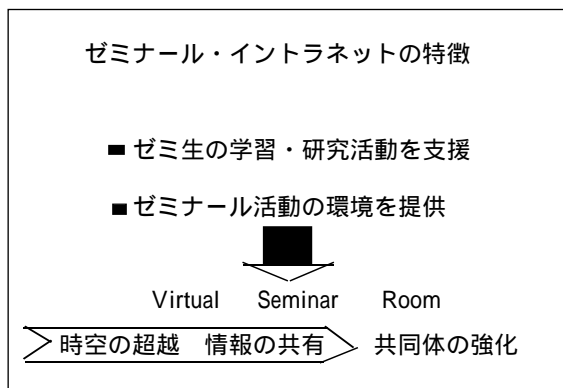 ゼミナール・イントラネットの特徴
■ゼミ生の学習・研究活動を支援
■ゼミナール活動の環境を提供
Virtual Seminar Room
時空の超越 情報の共有 共同体の強化